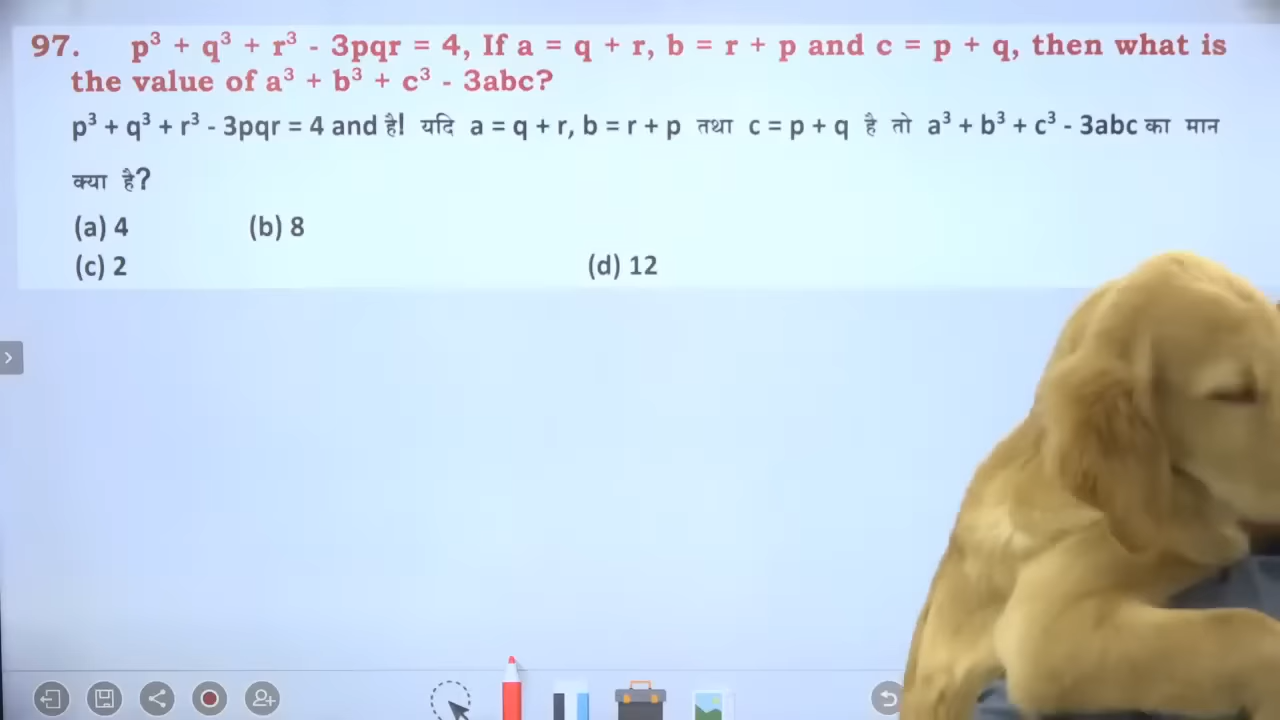 97. p³ + q³ + r³ - 3pqr = 4, If a = q + r, b = r + p and c = p + q, then what is
the value of a³ + b³ + c³ - 3abc?
p³ + q³ + r³ - 3pqr = 4 and है! यदि a = q + r, b = r + p तथा c = p + q है तो a³ + b³ + c³ - 3abc का मान
क्या है?
(a) 4 (b) 8
(c) 2 (d) 12